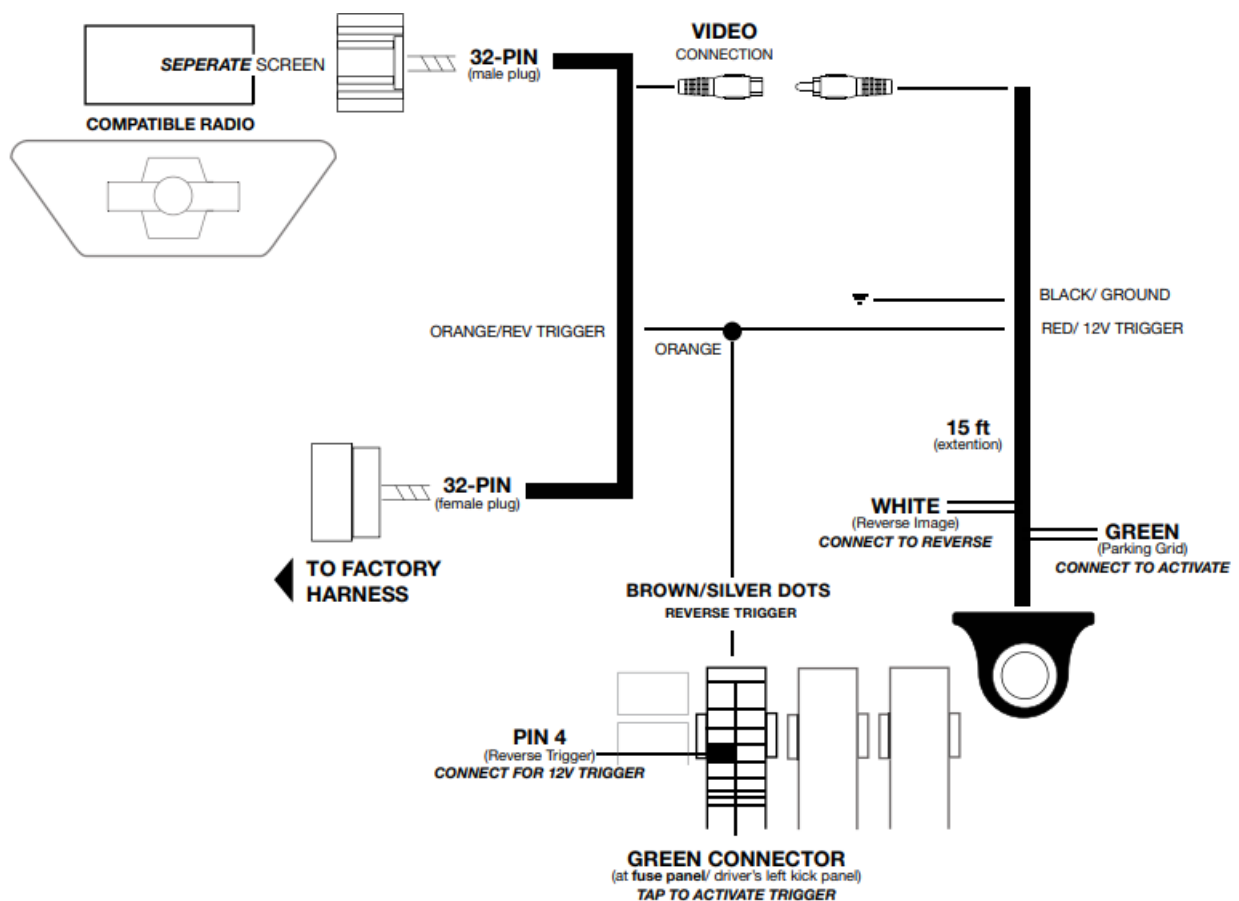 SEPERATE SCREEN
COMPATIBLE RADIO
32-PIN
(male plug)
VIDEO
CONNECTION
BLACK/ GROUND
ORANGE/REV TRIGGER
ORANGE
RED/ 12V TRIGGER
15 ft
(extention)
32-PIN
(female plug)
WHITE
(Reverse Image)
CONNECT TO REVERSE
GREEN
(Parking Grid)
CONNECT TO ACTIVATE
TO FACTORY
HARNESS
BROWN/SILVER DOTS
REVERSE TRIGGER
PIN 4
(Reverse Trigger)
CONNECT FOR 12V TRIGGER
GREEN CONNECTOR
(at fuse panel/ driver's left kick panel)
TAP TO ACTIVATE TRIGGER